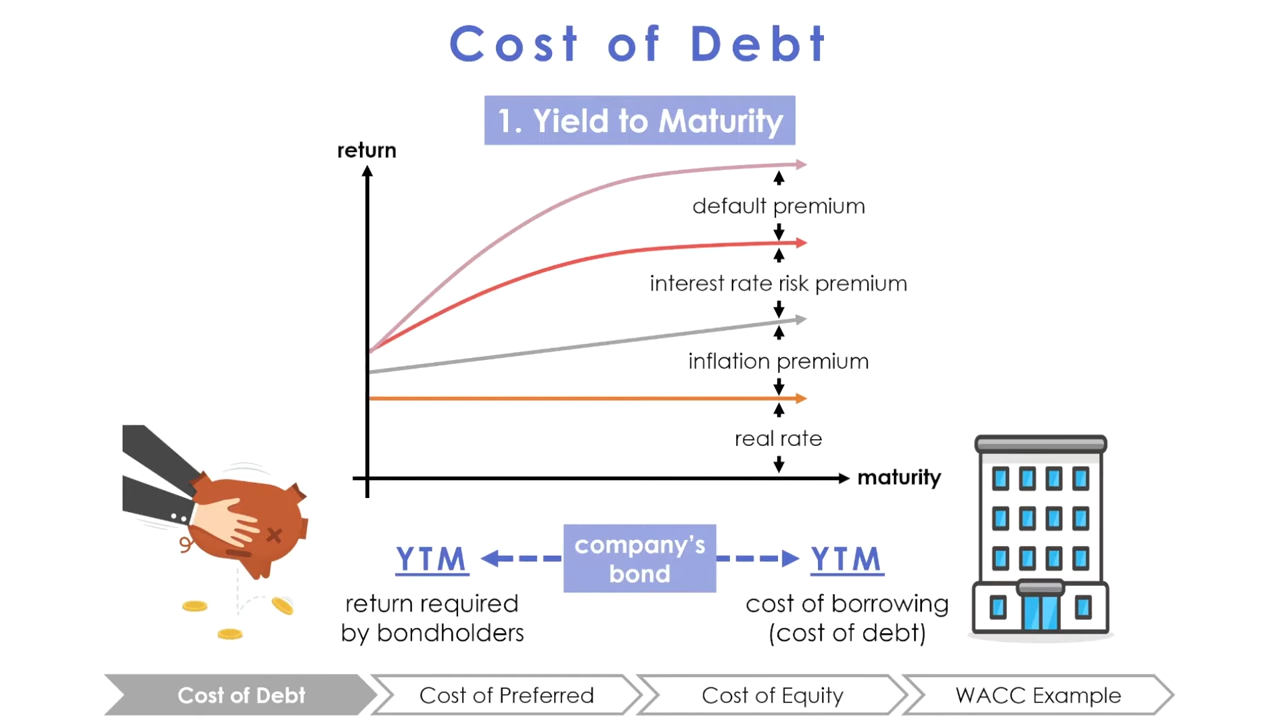 Cost of Debt
1. Yield to Maturity
return
default premium
interest rate risk premium
inflation premium
real rate
maturity
YTM
company's
bond
YTM
return required
by bondholders
cost of borrowing
(cost of debt)
Cost of Debt
Cost of Preferred
Cost of Equity
WACC Example